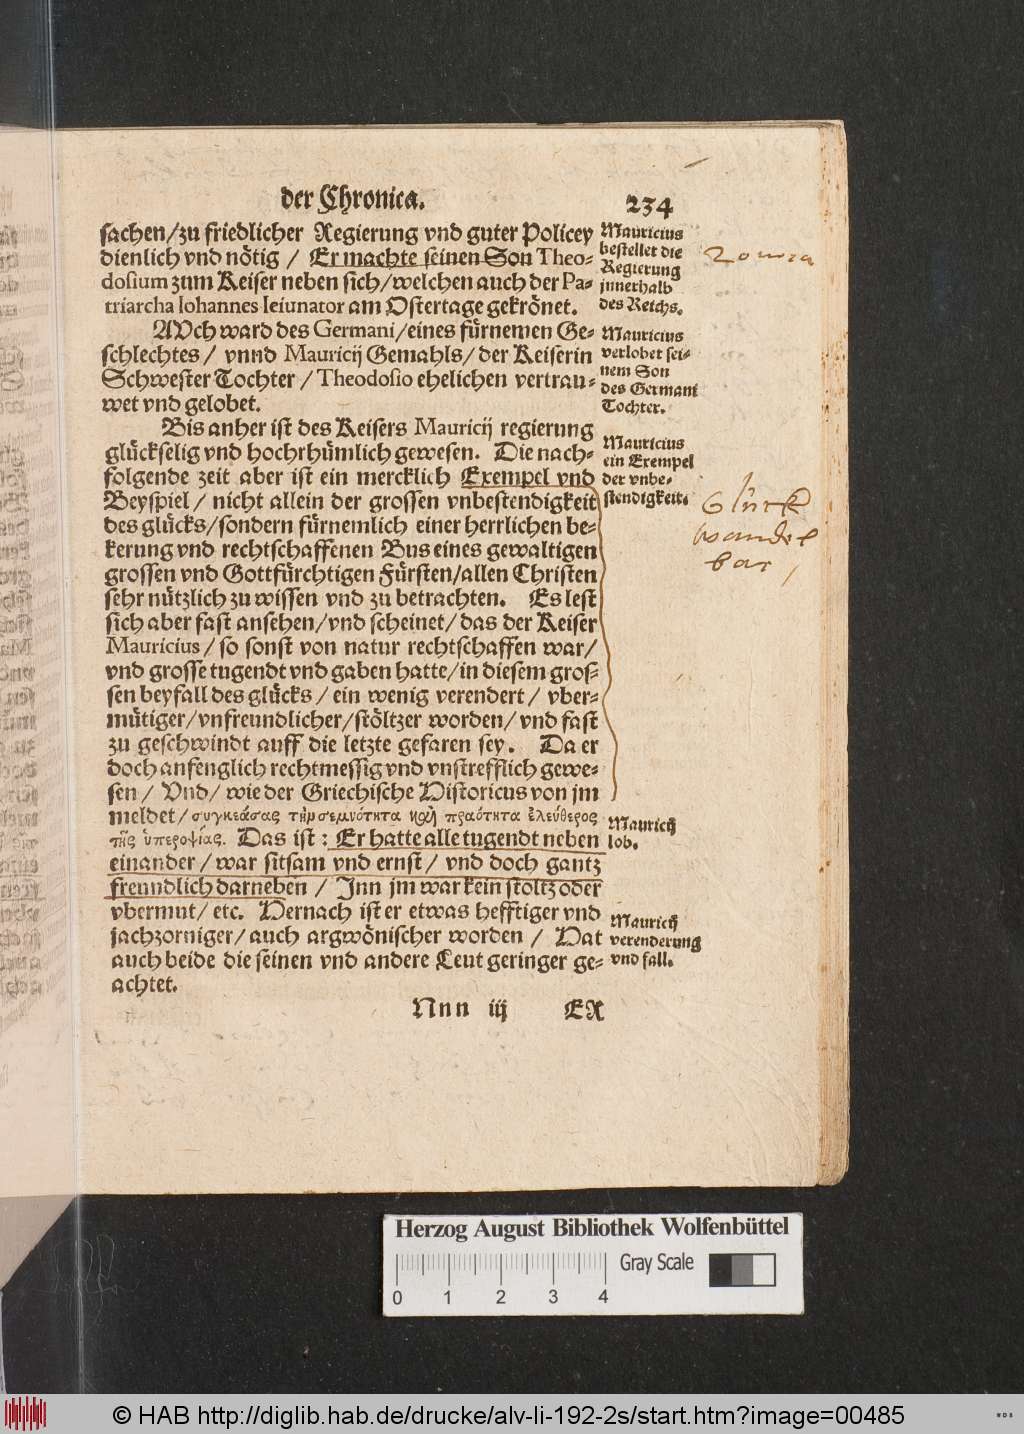 der Chronica.
234
sachen/zu friedlicher Regierung vnd guter Policey
dienlich vnd nötig / Er machte seinen Son Theo-
dosium zum Keiser neben sich/welchen auch der Pa-
triarcha Iohannes Ieiunator am Ostertage gekrönet.
AVch ward des Germani/eines fürnemen Ge-
schlechtes/ vnnd Mauricij Gemahls/der Keiserin
Schwester Tochter/Theodosio ehelichen vertrau-
wet vnd gelobet.
Bis anher ist des Keisers Mauricij regierung
glückselig vnd hochrhümlich gewesen. Die nach-
folgende zeit aber ist ein mercklich Exempel vnd
Beyspiel/ nicht allein der grossen vnbestendigkeit
des glücks/sondern fürnemlich einer herrlichen be-
kerung vnd rechtschaffenen Bus eines gewaltigen
grossen vnd Gottfürchtigen Fürsten/allen Christen
sehr nützlich zu wissen vnd zu betrachten. Es lest
sich aber fast ansehen/vnd scheinet/das der Keiser
Mauricius/so sonst von natur rechtschaffen war/
vnd grosse tugendt vnd gaben hatte/in diesem gros-
sen beyfall des glücks/ein wenig verendert/ vber-
mütiger/vnfreundlicher/stöltzer worden/vnd fast
zu geschwindt auff die letzte gefaren sey. Da er
doch anfenglich rechtmessig vnd vnstrefflich gewe-
sen/ Vnd/wie der Griechische Historicus von jm
meldet/συγκεάσας τῇ σεμνότητα καὶ πραότητα ἐλεύθερος
τῆς ὑπεροψίας. Das ist: Er hatte alle tugendt neben
einander/war sitsam vnd ernst/ vnd doch gantz
freundlich darneben / Inn jm war kein stoltz oder
vbermut/ etc. Hernach ist er etwas hefftiger vnd
jachzorniger/auch argwönischer worden/ Hat
auch beide die seinen vnd andere Leut geringer ge-
achtet.
Nnn iij EX
Mauricius
bestellet die
Regierung
jnnerhalb
des Reichs.
Mauricius
verlobet sei-
nem Son
des Germani
Tochter.
Mauricius
ein Exempel
der vnbe-
stendigkeit.
Glück
wandel
bar
Mauricij
lob.
Mauricij
verenderung
vnd fall.
Herzog August Bibliothek Wolfenbüttel
Gray Scale
0 1 2 3 4
© HAB http://diglib.hab.de/drucke/alv-li-192-2s/start.htm?image=00485